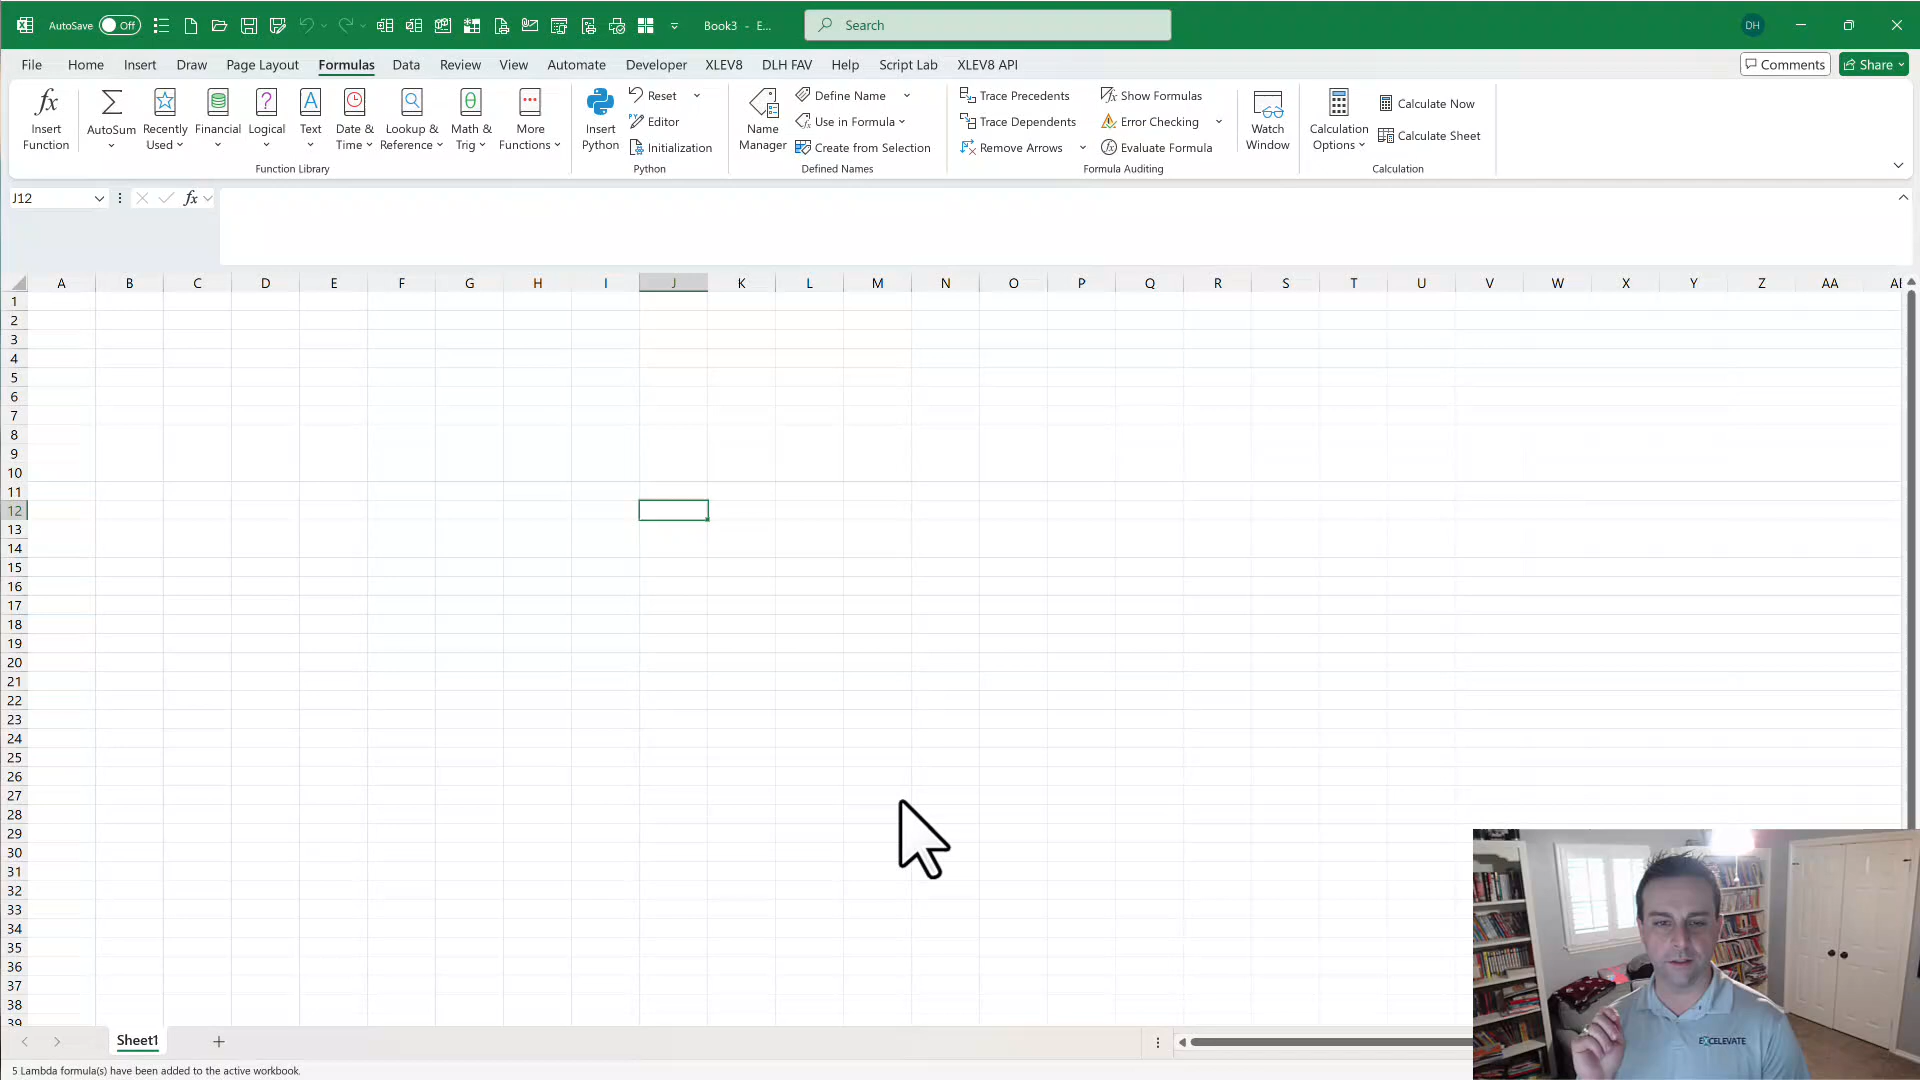 AutoSave Off Book3 - E... Search DH
File Home Insert Draw Page Layout Formulas Data Review View Automate Developer XLEV8 DLH FAV Help Script Lab XLEV8 API Comments Share
Insert Function
AutoSum
Recently Used
Financial
Logical
Text
Date & Time
Lookup & Reference
Math & Trig
More Functions
Function Library
Insert Python
Reset
Editor
Initialization
Python
Name Manager
Define Name
Use in Formula
Create from Selection
Defined Names
Trace Precedents
Trace Dependents
Remove Arrows
Show Formulas
Error Checking
Evaluate Formula
Formula Auditing
Watch Window
Calculation Options
Calculate Now
Calculate Sheet
Calculation
J12 fx
A B C D E F G H I J K L M N O P Q R S T U V W X Y Z AA
1
2
3
4
5
6
7
8
9
10
11
12
13
14
15
16
17
18
19
20
21
22
23
24
25
26
27
28
29
30
31
32
33
34
35
36
37
38
39
EXCELEVATE
Sheet1
5 Lambda formula(s) have been added to the active workbook.